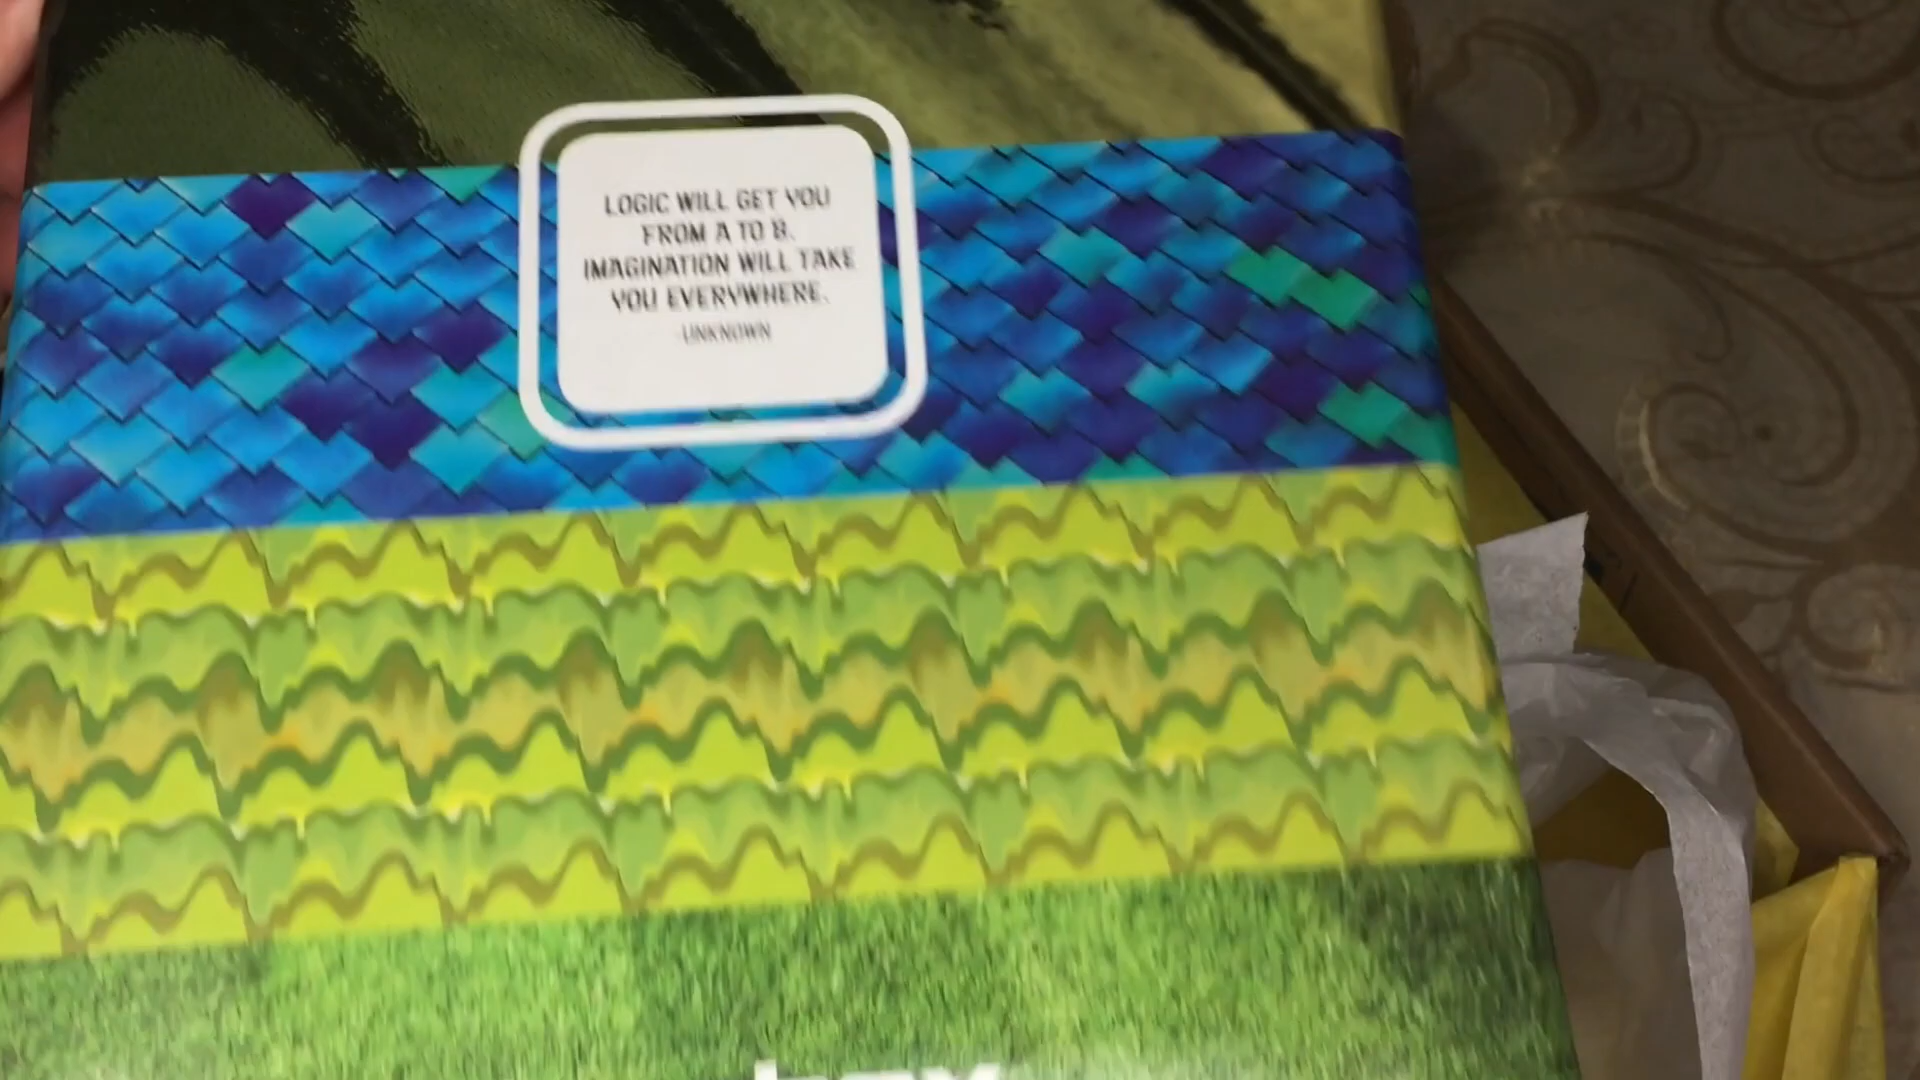 LOGIC WILL GET YOU
FROM A TO B.
IMAGINATION WILL TAKE
YOU EVERYWHERE.
-UNKNOWN